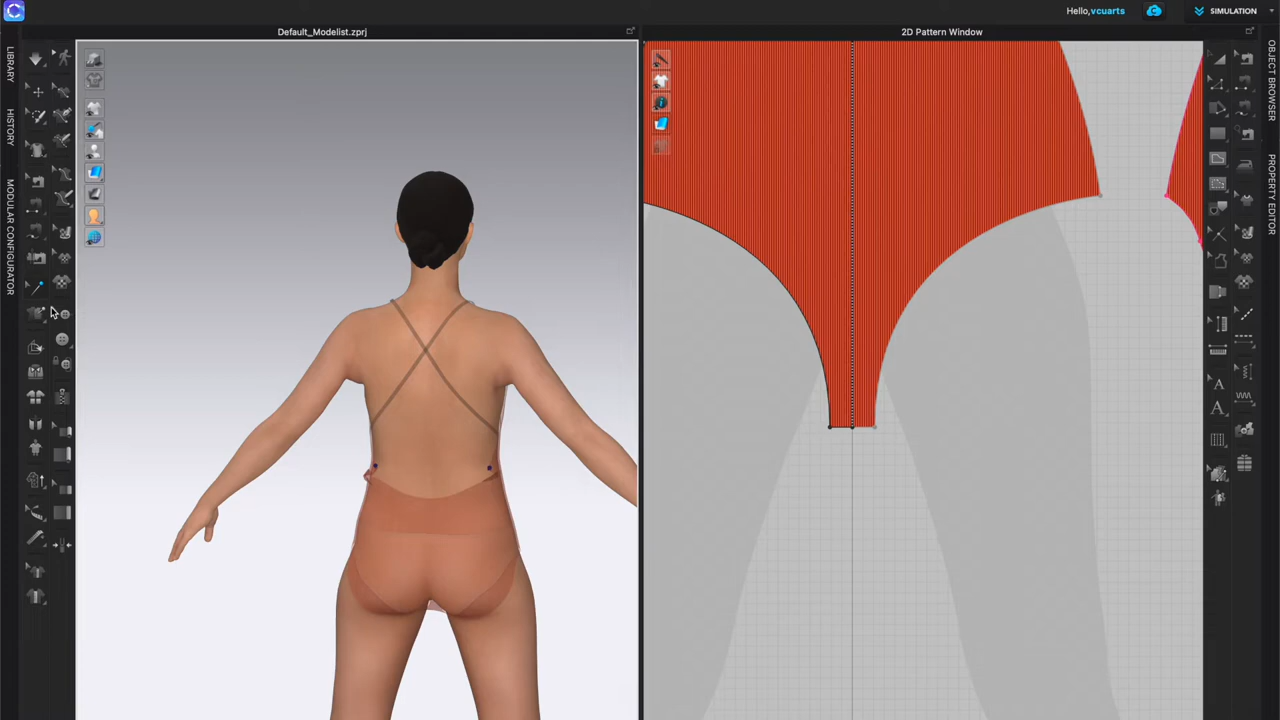 Hello, vcuarts
SIMULATION
Default_Modelist.zprj
2D Pattern Window
LIBRARY
HISTORY
MODULAR CONFIGURATOR
OBJECT BROWSER
PROPERTY EDITOR